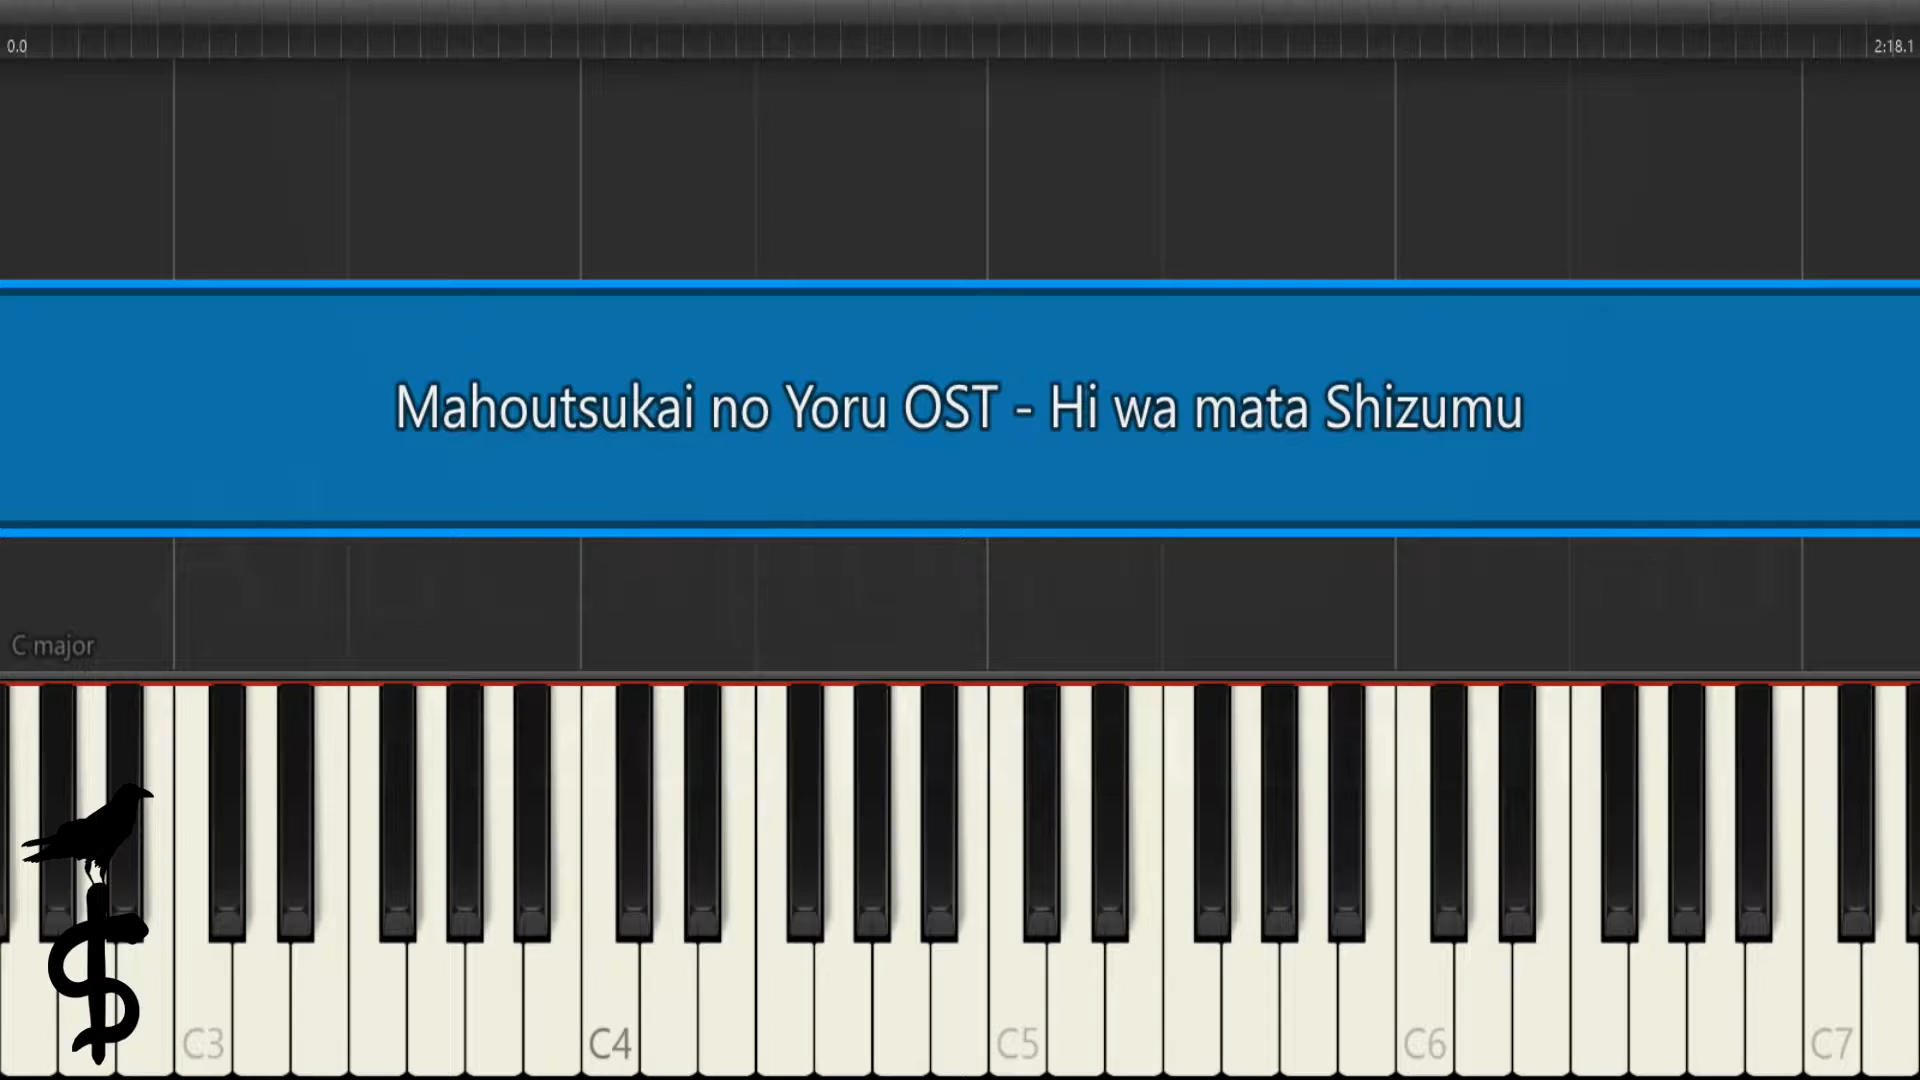 0.0
2:18.1
Mahoutsukai no Yoru OST - Hi wa mata Shizumu
C major
C3
C4
C5
C6
C7